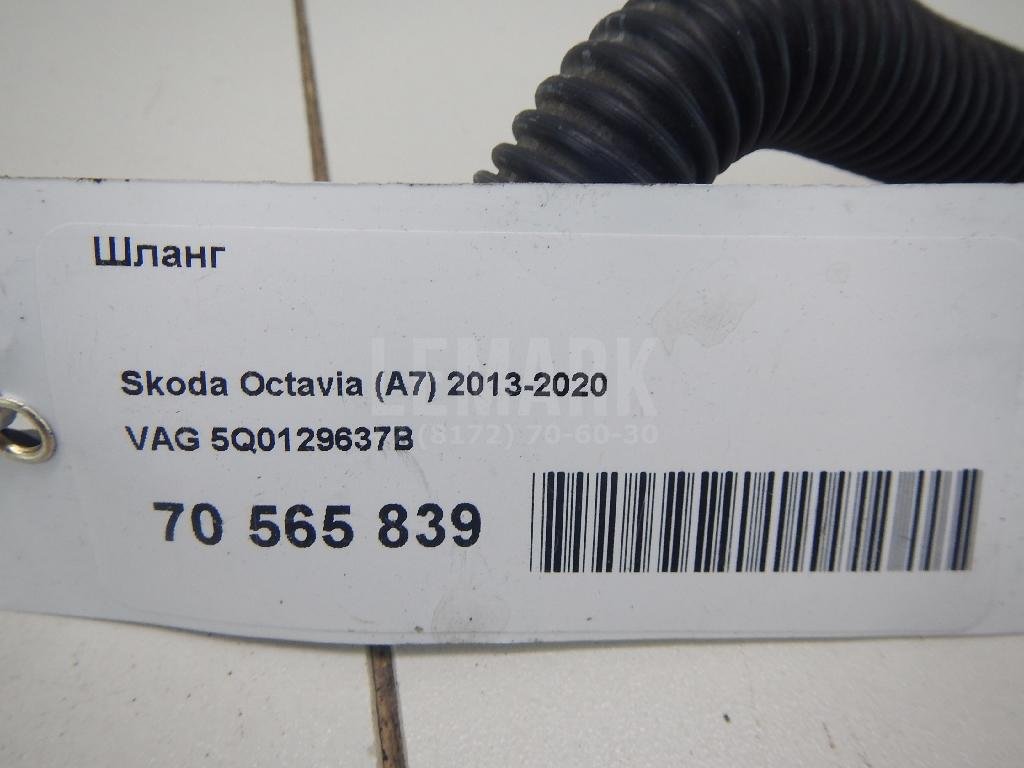 Шланг
LEMARK
Skoda Octavia (A7) 2013-2020
VAG 5Q0129637B
(8172) 70-60-30
70 565 839